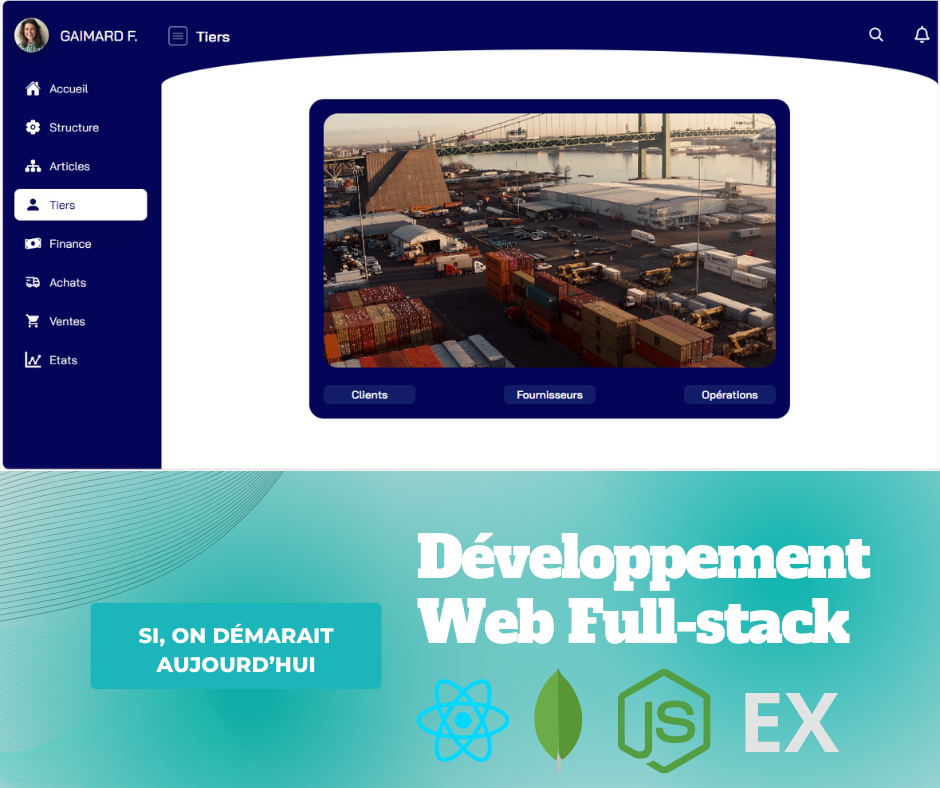 GAIMARD F.
Tiers
Accueil
Structure
Articles
Tiers
Finance
Achats
Ventes
Etats
Clients
Fournisseurs
Opérations
Développement
Web Full-stack
SI, ON DÉMARAIT
AUJOURD'HUI
JS
EX